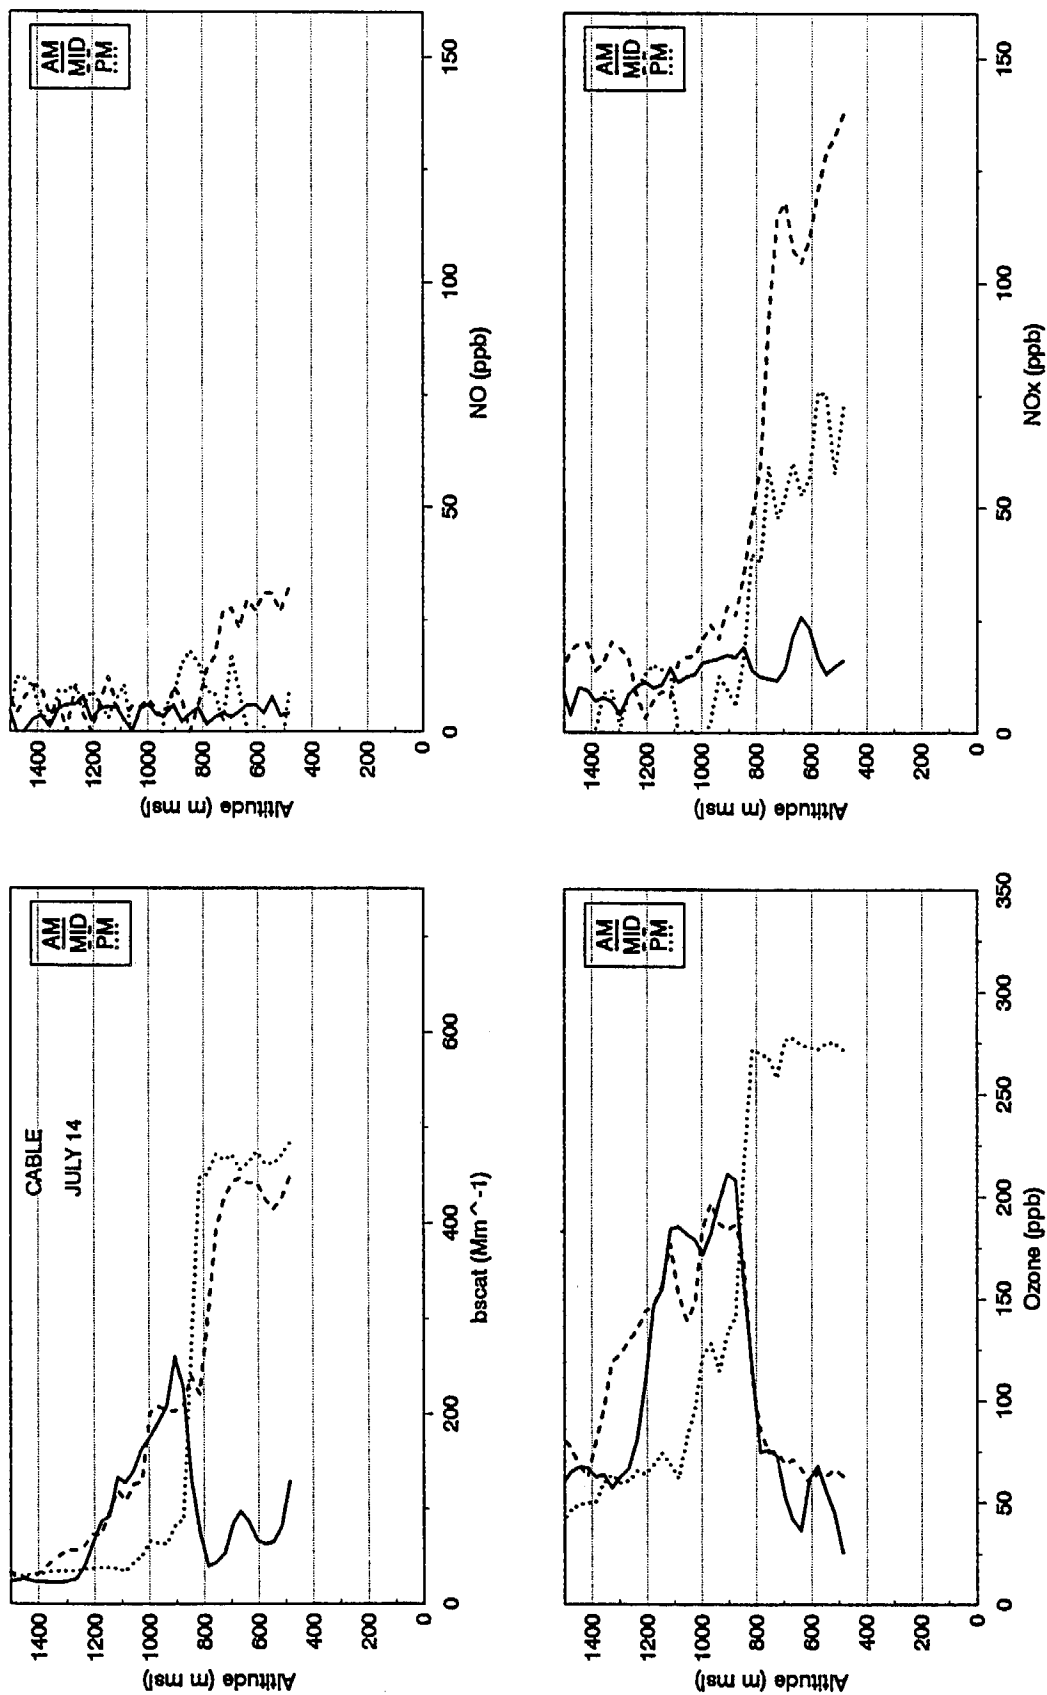 CABLE
JULY 14
AM
MID
PM
1400
1200
1000
800
600
400
200
0
Altitude (m msl)
0
200
400
600
bscat (Mm^-1)
AM
MID
PM
1400
1200
1000
800
600
400
200
0
Altitude (m msl)
0
50
100
150
NO (ppb)
AM
MID
PM
1400
1200
1000
800
600
400
200
0
Altitude (m msl)
0
50
100
150
200
250
300
350
Ozone (ppb)
AM
MID
PM
1400
1200
1000
800
600
400
200
0
Altitude (m msl)
0
50
100
150
NOx (ppb)